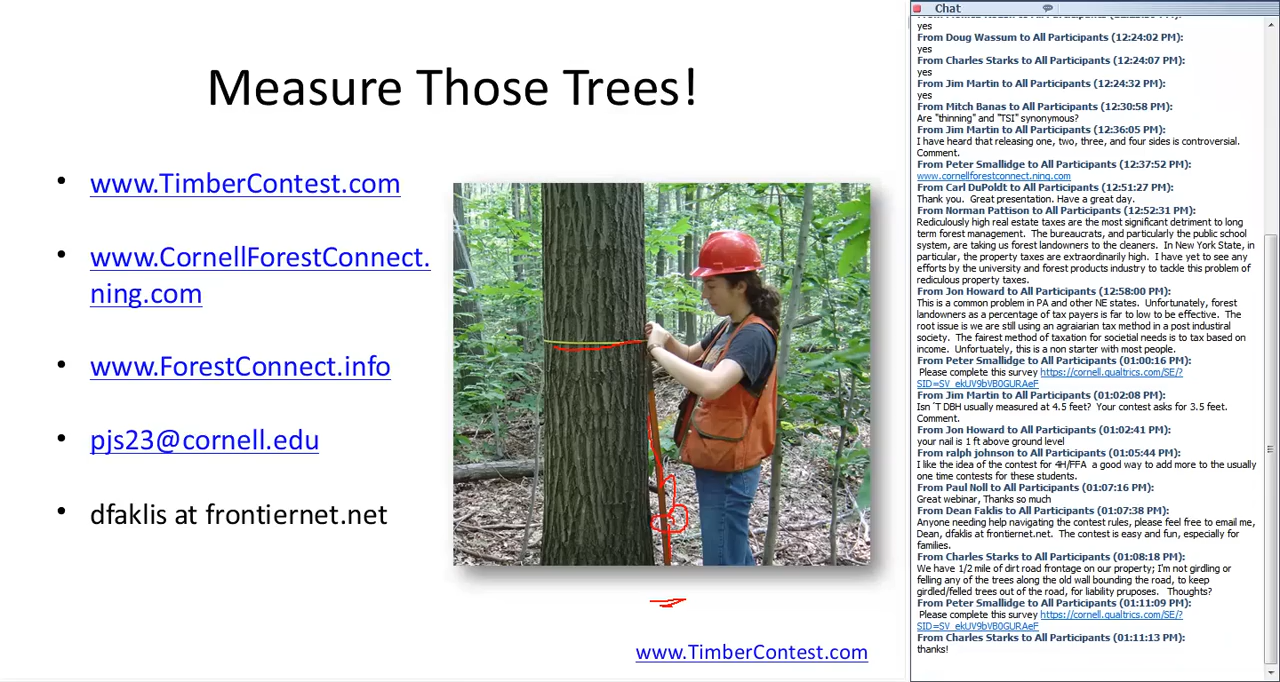 Measure Those Trees!
• www.TimberContest.com
• www.CornellForestConnect.
ning.com
• www.ForestConnect.info
• pjs23@cornell.edu
• dfaklis at frontiernet.net
www.TimberContest.com
Chat
yes
From Doug Wassum to All Participants (12:24:02 PM):
yes
From Charles Starks to All Participants (12:24:07 PM):
yes
From Jim Martin to All Participants (12:24:32 PM):
yes
From Mitch Banas to All Participants (12:30:58 PM):
Are "thinning" and "TSI" synonymous?
From Jim Martin to All Participants (12:36:05 PM):
I have heard that releasing one, two, three, and four sides is controversial.
Comment.
From Peter Smallidge to All Participants (12:37:52 PM):
www.cornellforestconnect.ning.com
From Carl DuPoldt to All Participants (12:51:27 PM):
Thank you.  Great presentation. Have a great day.
From Norman Pattison to All Participants (12:52:31 PM):
Rediculously high real estate taxes are the most significant detriment to long
term forest management.  The bureaucrats, and particularly the public school
system, are taking us forest landowners to the cleaners.  In New York State, in
particular, the property taxes are extraordinarily high.  I have yet to see any
efforts by the university and forest products industry to tackle this problem of
rediculous property taxes.
From Jon Howard to All Participants (12:58:00 PM):
This is a common problem in PA and other NE states.  Unfortunately, forest
landowners as a percentage of tax payers is far to low to be effective.  The
root issue is we are still using an agraiarian tax method in a post industiral
society.  The fairest method of taxation for societal needs is to tax based on
income.  Unfortuately, this is a non starter with most people.
From Peter Smallidge to All Participants (01:00:16 PM):
Please complete this survey https://cornell.qualtrics.com/SE/?
SID=SV_ekUV9bVB0GURAeF
From Jim Martin to All Participants (01:02:08 PM):
Isn´T DBH usually measured at 4.5 feet?  Your contest asks for 3.5 feet.
Comment.
From Jon Howard to All Participants (01:02:41 PM):
your nail is 1 ft above ground level
From ralph johnson to All Participants (01:05:44 PM):
I like the idea of the contest for 4H/FFA  a good way to add more to the usually
one time contests for these students.
From Paul Noll to All Participants (01:07:16 PM):
Great webinar, Thanks so much
From Dean Faklis to All Participants (01:07:38 PM):
Anyone needing help navigating the contest rules, please feel free to email me,
Dean, dfaklis at frontiernet.net.  The contest is easy and fun, especially for
families.
From Charles Starks to All Participants (01:08:18 PM):
We have 1/2 mile of dirt road frontage on our property; I'm not girdling or
felling any of the trees along the old wall bounding the road, to keep
girdled/felled trees out of the road, for liability pruposes.   Thoughts?
From Peter Smallidge to All Participants (01:11:09 PM):
Please complete this survey https://cornell.qualtrics.com/SE/?
SID=SV_ekUV9bVB0GURAeF
From Charles Starks to All Participants (01:11:13 PM):
thanks!